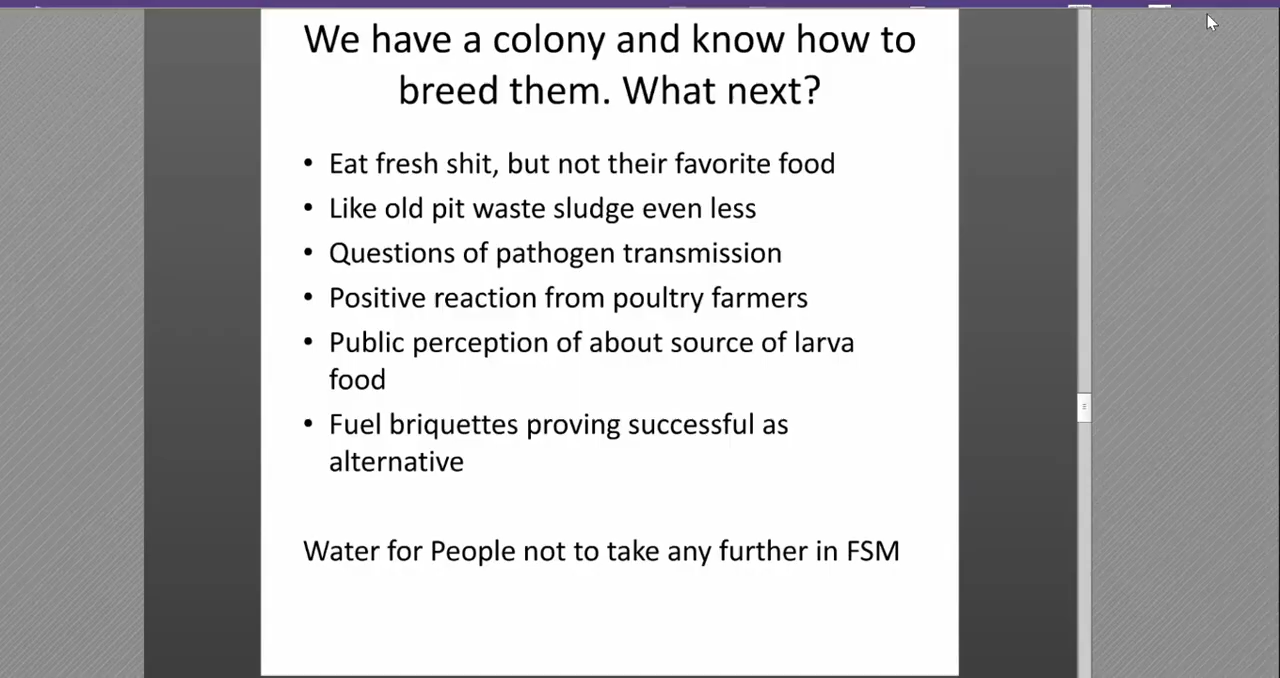 We have a colony and know how to
breed them. What next?
• Eat fresh shit, but not their favorite food
• Like old pit waste sludge even less
• Questions of pathogen transmission
• Positive reaction from poultry farmers
• Public perception of about source of larva
food
• Fuel briquettes proving successful as
alternative
Water for People not to take any further in FSM